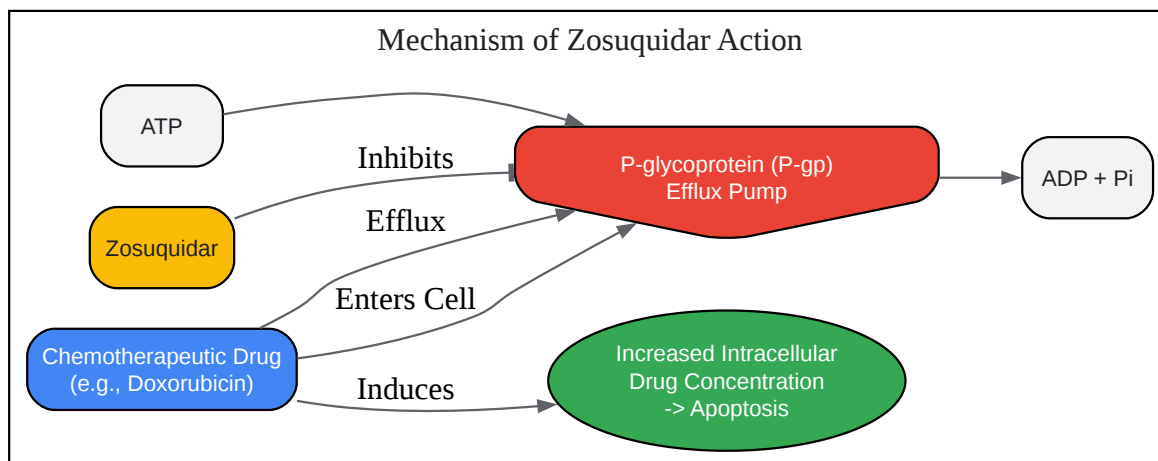 Mechanism of Zosuquidar Action
ATP
Inhibits
P-glycoprotein (P-gp)
Efflux Pump
ADP + Pi
Zosuquidar
Efflux
Enters Cell
Chemotherapeutic Drug
(e.g., Doxorubicin)
Induces
Increased Intracellular
Drug Concentration
-> Apoptosis